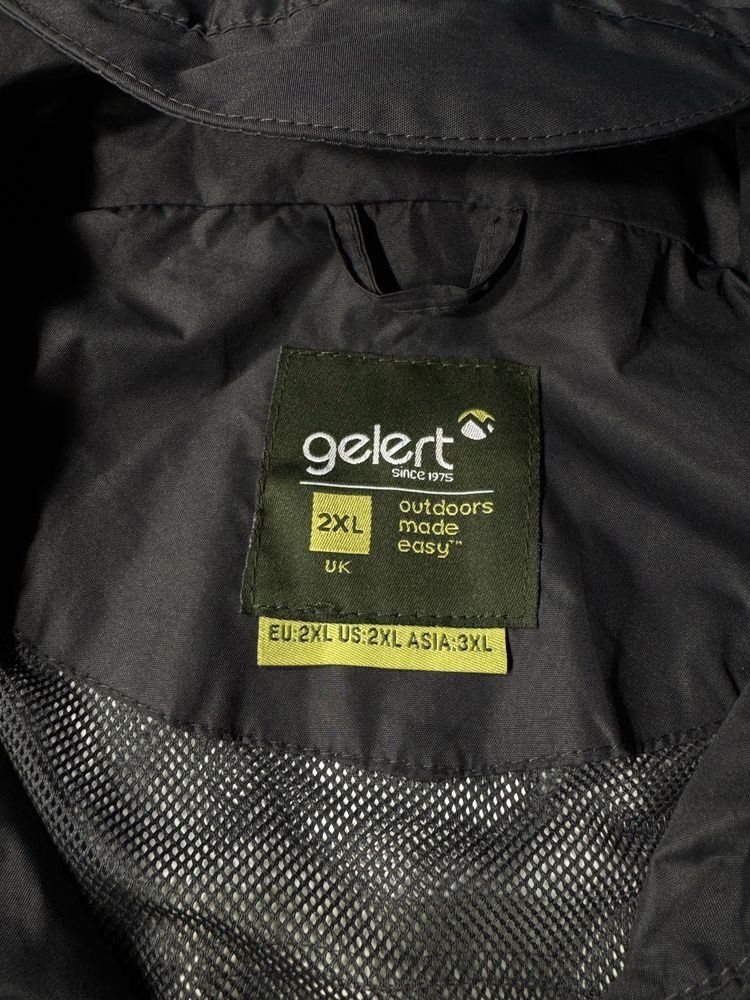 gelert
SINCE 1975
2XL
UK
outdoors
made
easy™
EU:2XL US:2XL ASIA:3XL